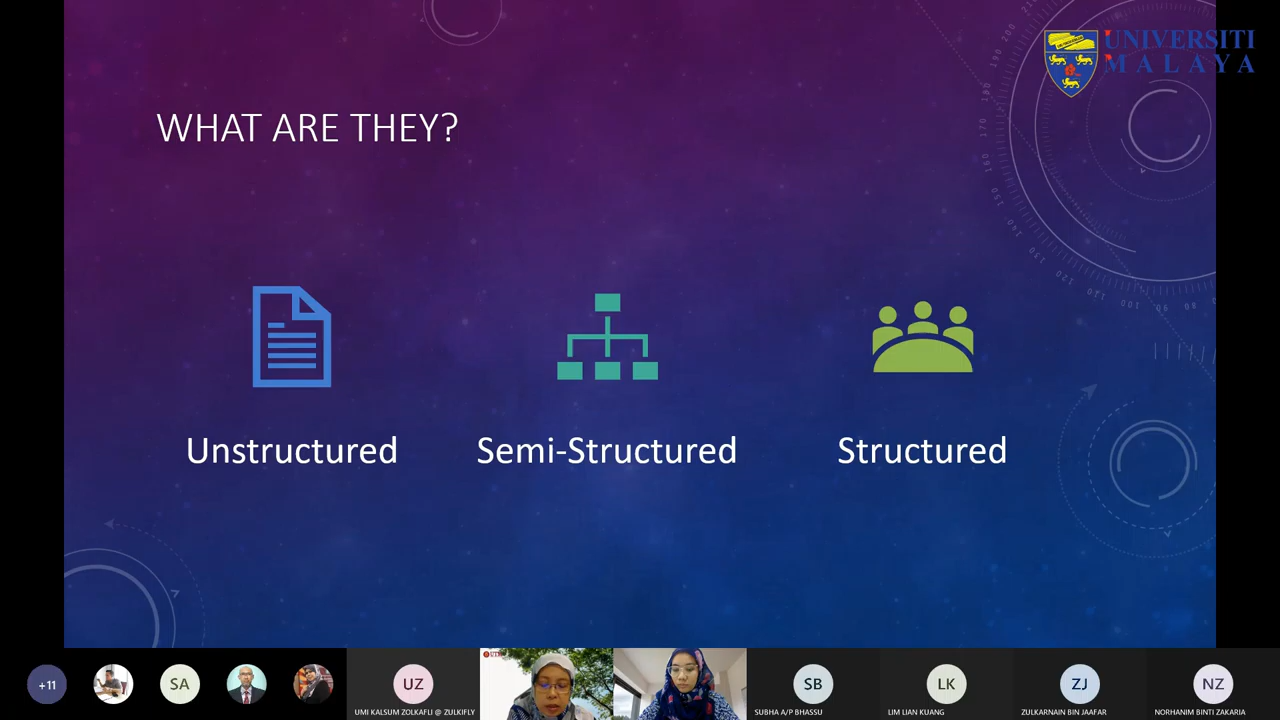 UNIVERSITI
MALAYA
WHAT ARE THEY?
Unstructured
Semi-Structured
Structured
+11
SA
UZ
UMI KALSUM ZOLKAFLI @ ZULKIFLY
UTM
SB
SUBHA A/P BHASSU
LK
LIM LIAN KUANG
ZJ
ZULKARNAIN BIN JAAFAR
NZ
NORHANIM BINTI ZAKARIA